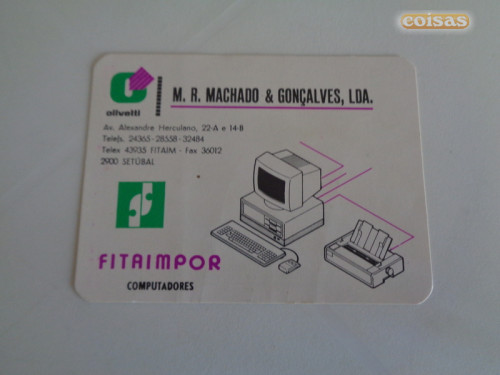 coisas
olivetti
M. R. MACHADO & GONÇALVES, LDA.
Av. Alexandre Herculano, 22-A e 14-B
Telefs. 24365 - 28558 - 32484
Telex 43935 FITAIM - Fax 36012
2900 SETÚBAL
FITAIMPOR
COMPUTADORES